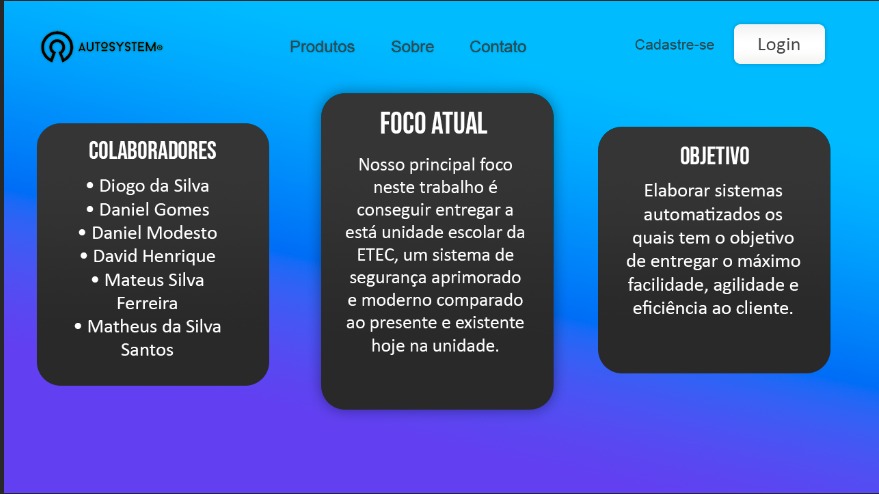 AUTOSYSTEM®
Produtos
Sobre
Contato
Cadastre-se
Login
COLABORADORES
• Diogo da Silva
• Daniel Gomes
• Daniel Modesto
• David Henrique
• Mateus Silva
Ferreira
• Matheus da Silva
Santos
FOCO ATUAL
Nosso principal foco
neste trabalho é
conseguir entregar a
está unidade escolar da
ETEC, um sistema de
segurança aprimorado
e moderno comparado
ao presente e existente
hoje na unidade.
OBJETIVO
Elaborar sistemas
automatizados os
quais tem o objetivo
de entregar o máximo
facilidade, agilidade e
eficiência ao cliente.